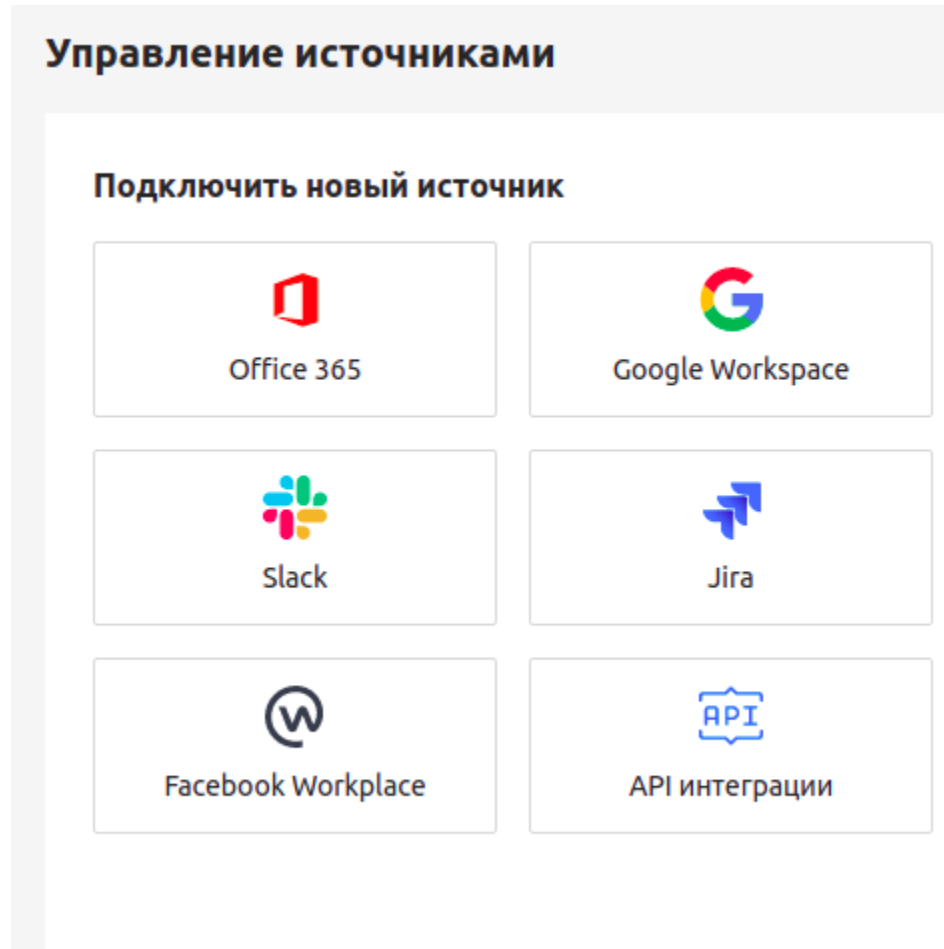 Управление источниками
Подключить новый источник
Office 365
Google Workspace
Slack
Jira
Facebook Workplace
API
API интеграции